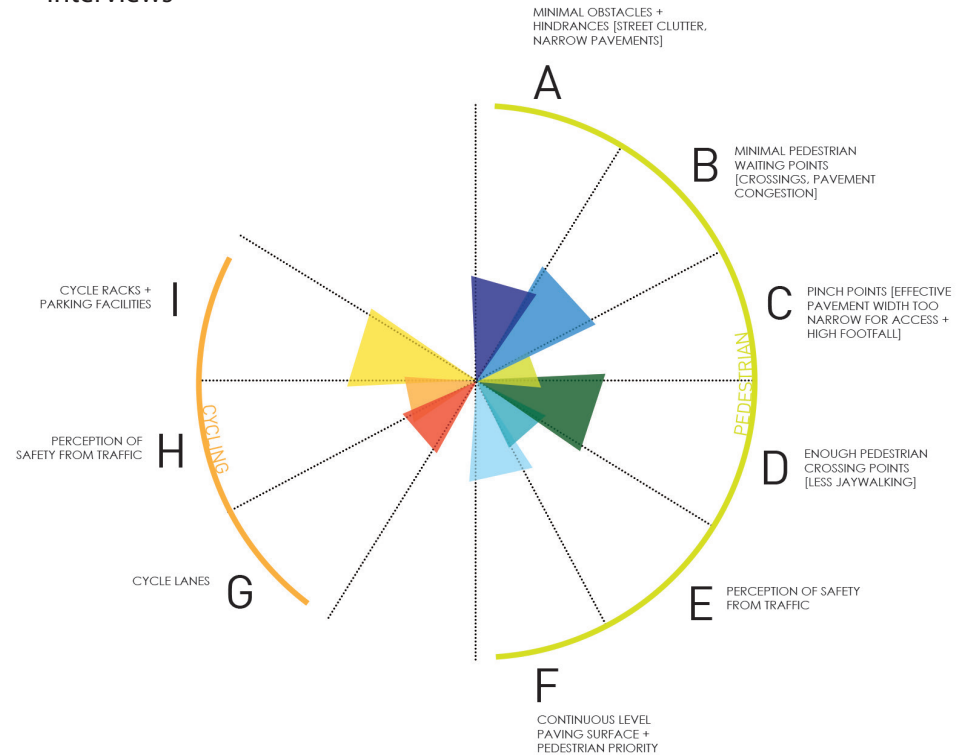 Interviews
MINIMAL OBSTACLES +
HINDRANCES [STREET CLUTTER,
NARROW PAVEMENTS]
A
B
MINIMAL PEDESTRIAN
WAITING POINTS
[CROSSINGS, PAVEMENT
CONGESTION]
C
PINCH POINTS [EFFECTIVE
PAVEMENT WIDTH TOO
NARROW FOR ACCESS +
HIGH FOOTFALL]
PEDESTRIAN
D
ENOUGH PEDESTRIAN
CROSSING POINTS
[LESS JAYWALKING]
E
PERCEPTION OF SAFETY
FROM TRAFFIC
F
CONTINUOUS LEVEL
PAVING SURFACE +
PEDESTRIAN PRIORITY
CYCLE LANES
G
PERCEPTION OF
SAFETY FROM TRAFFIC
H
CYCLING
CYCLE RACKS +
PARKING FACILITIES
I